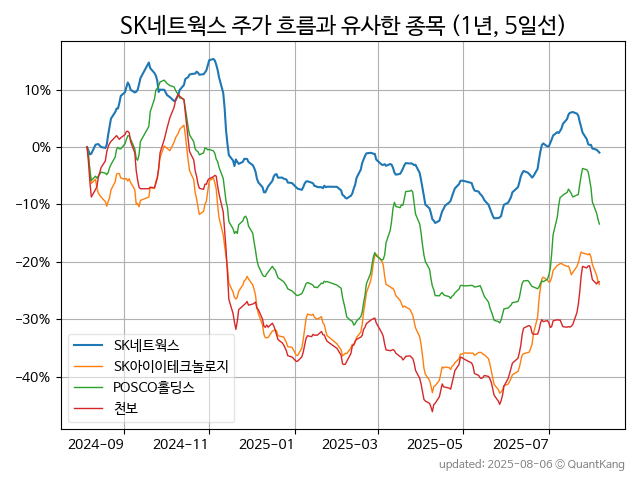 SK네트웍스 주가 흐름과 유사한 종목 (1년, 5일선)
10%
0%
−10%
−20%
−30%
−40%
SK네트웍스
SK아이이테크놀로지
POSCO홀딩스
천보
2024-09
2024-11
2025-01
2025-03
2025-05
2025-07
updated: 2025-08-06 © QuantKang